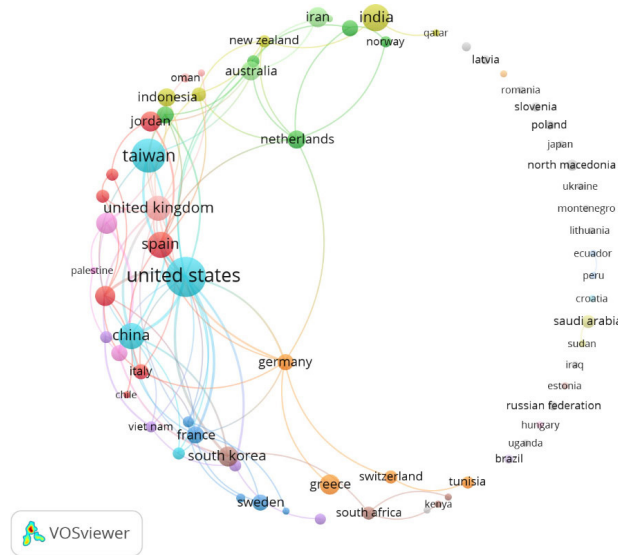 iran
india
new zealand
norway
qatar
australia
latvia
oman
indonesia
romania
slovenia
jordan
poland
netherlands
japan
taiwan
north macedonia
ukraine
united kingdom
montenegro
lithuania
spain
ecuador
palestine
united states
peru
croatia
saudi arabia
china
sudan
germany
iraq
italy
estonia
chile
russian federation
viet nam
france
hungary
uganda
south korea
brazil
switzerland
greece
tunisia
sweden
south africa
kenya
VOSviewer